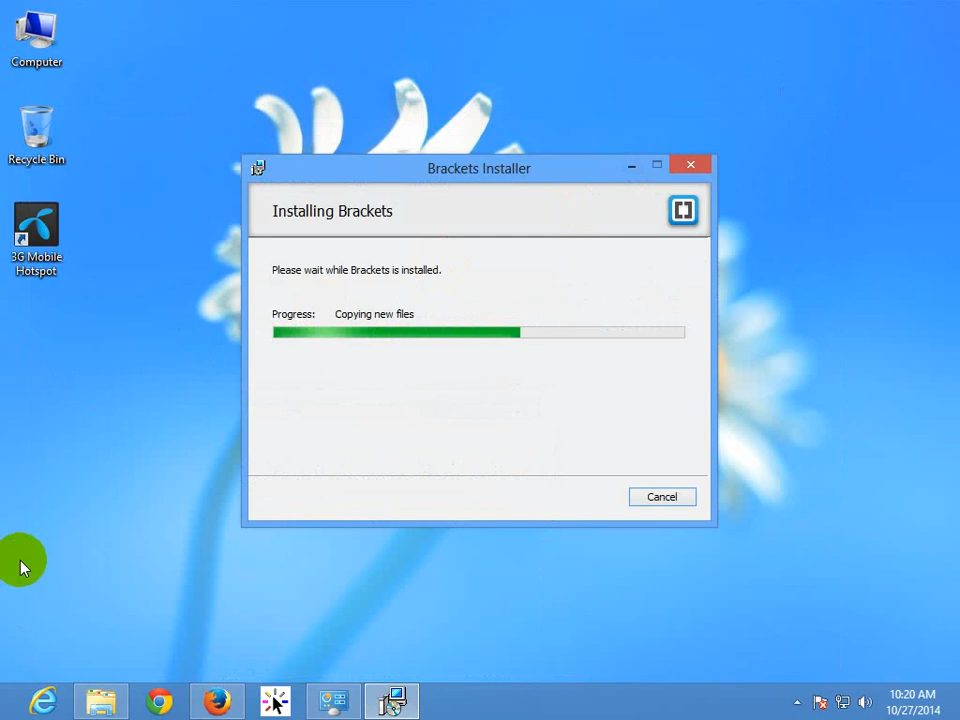 Computer
Recycle Bin
3G Mobile
Hotspot
Brackets Installer
Installing Brackets
Please wait while Brackets is installed.
Progress: Copying new files
Cancel
10:20 AM
10/27/2014